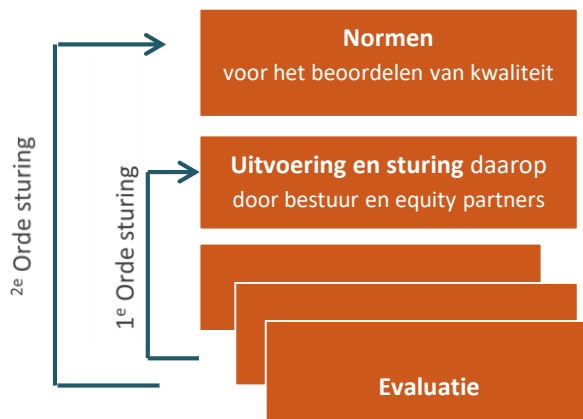 Normen
voor het beoordelen van kwaliteit
Uitvoering en sturing daarop
door bestuur en equity partners
Evaluatie
2e Orde sturing
1e Orde sturing